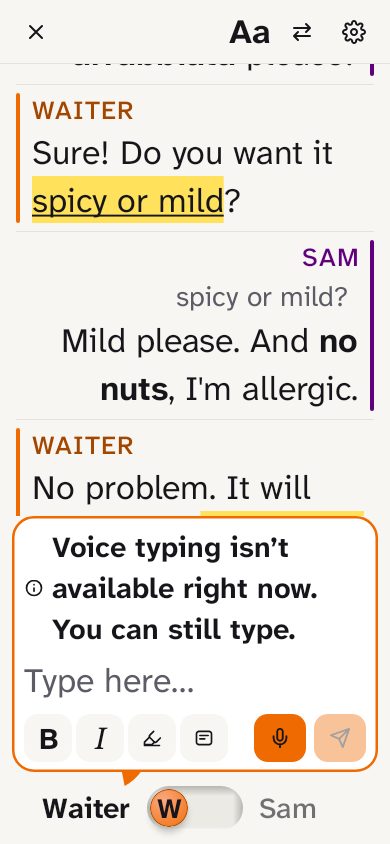 Aa
please.
WAITER
Sure! Do you want it
spicy or mild?
SAM
spicy or mild?
Mild please. And no
nuts, I'm allergic.
WAITER
No problem. It will
Voice typing isn’t
available right now.
You can still type.
Type here...
B I
Waiter W Sam